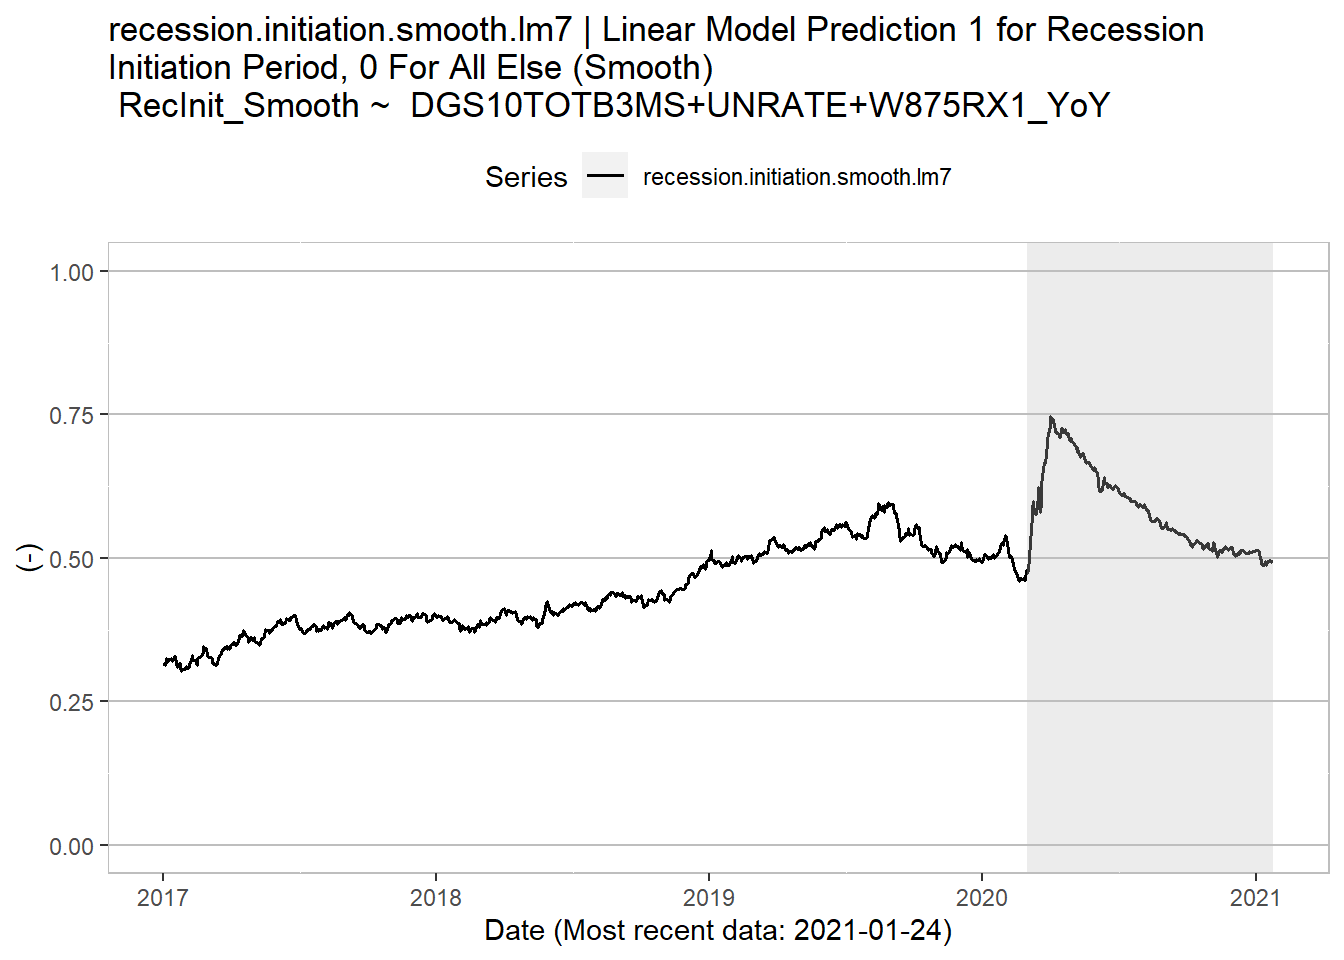 recession.initiation.smooth.lm7 | Linear Model Prediction 1 for Recession
Initiation Period, 0 For All Else (Smooth)
RecInit_Smooth ~ DGS10TOTB3MS+UNRATE+W875RX1_YoY
Series
recession.initiation.smooth.lm7
1.00
0.75
0.50
0.25
0.00
(-)
2017
2018
2019
2020
2021
Date (Most recent data: 2021-01-24)